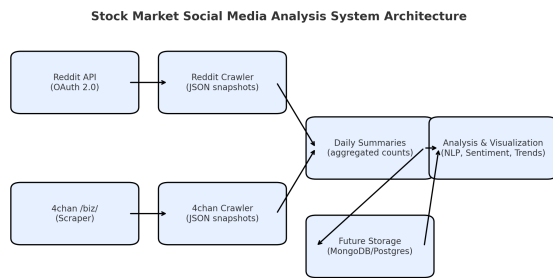 Stock Market Social Media Analysis System Architecture
Reddit API
(OAuth 2.0)
Reddit Crawler
(JSON snapshots)
Daily Summaries
(aggregated counts)
Analysis & Visualization
(NLP, Sentiment, Trends)
4chan /biz/
(Scraper)
4chan Crawler
(JSON snapshots)
Future Storage
(MongoDB/Postgres)